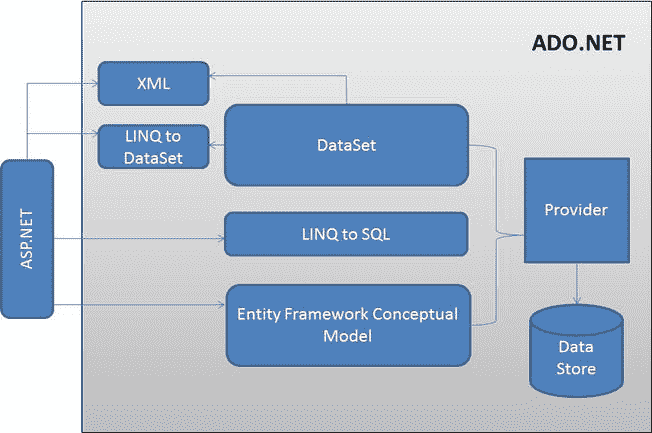 ADO.NET
XML
LINQ to
DataSet
DataSet
Provider
ASP.NET
LINQ to SQL
Entity Framework Conceptual
Model
Data
Store